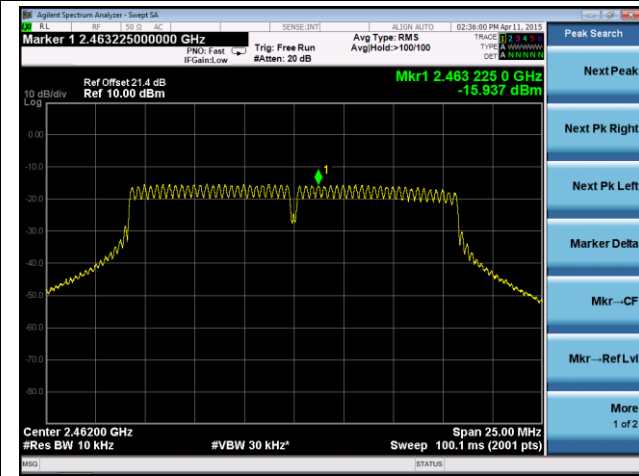 Agilent Spectrum Analyzer - Swept SA
RL RF 50 Ω AC SENSE:INT ALIGN AUTO 02:36:00 PM Apr 11, 2015
Marker 1 2.463225000000 GHz
PNO: Fast
IFGain:Low
Trig: Free Run
#Atten: 20 dB
Avg Type: RMS
Avg|Hold:>100/100
TRACE 1 2 3 4 5 6
TYPE A WWWWW
DET A N N N N N
Ref Offset 21.4 dB
Ref 10.00 dBm
10 dB/div
Log
Mkr1 2.463 225 0 GHz
-15.937 dBm
1
0.00
-10.0
-20.0
-30.0
-40.0
-50.0
-60.0
-70.0
-80.0
Center 2.46200 GHz
Span 25.00 MHz
#Res BW 10 kHz
#VBW 30 kHz*
Sweep 100.1 ms (2001 pts)
MSG
STATUS
Peak Search
Next Peak
Next Pk Right
Next Pk Left
Marker Delta
Mkr→CF
Mkr→Ref Lvl
More
1 of 2